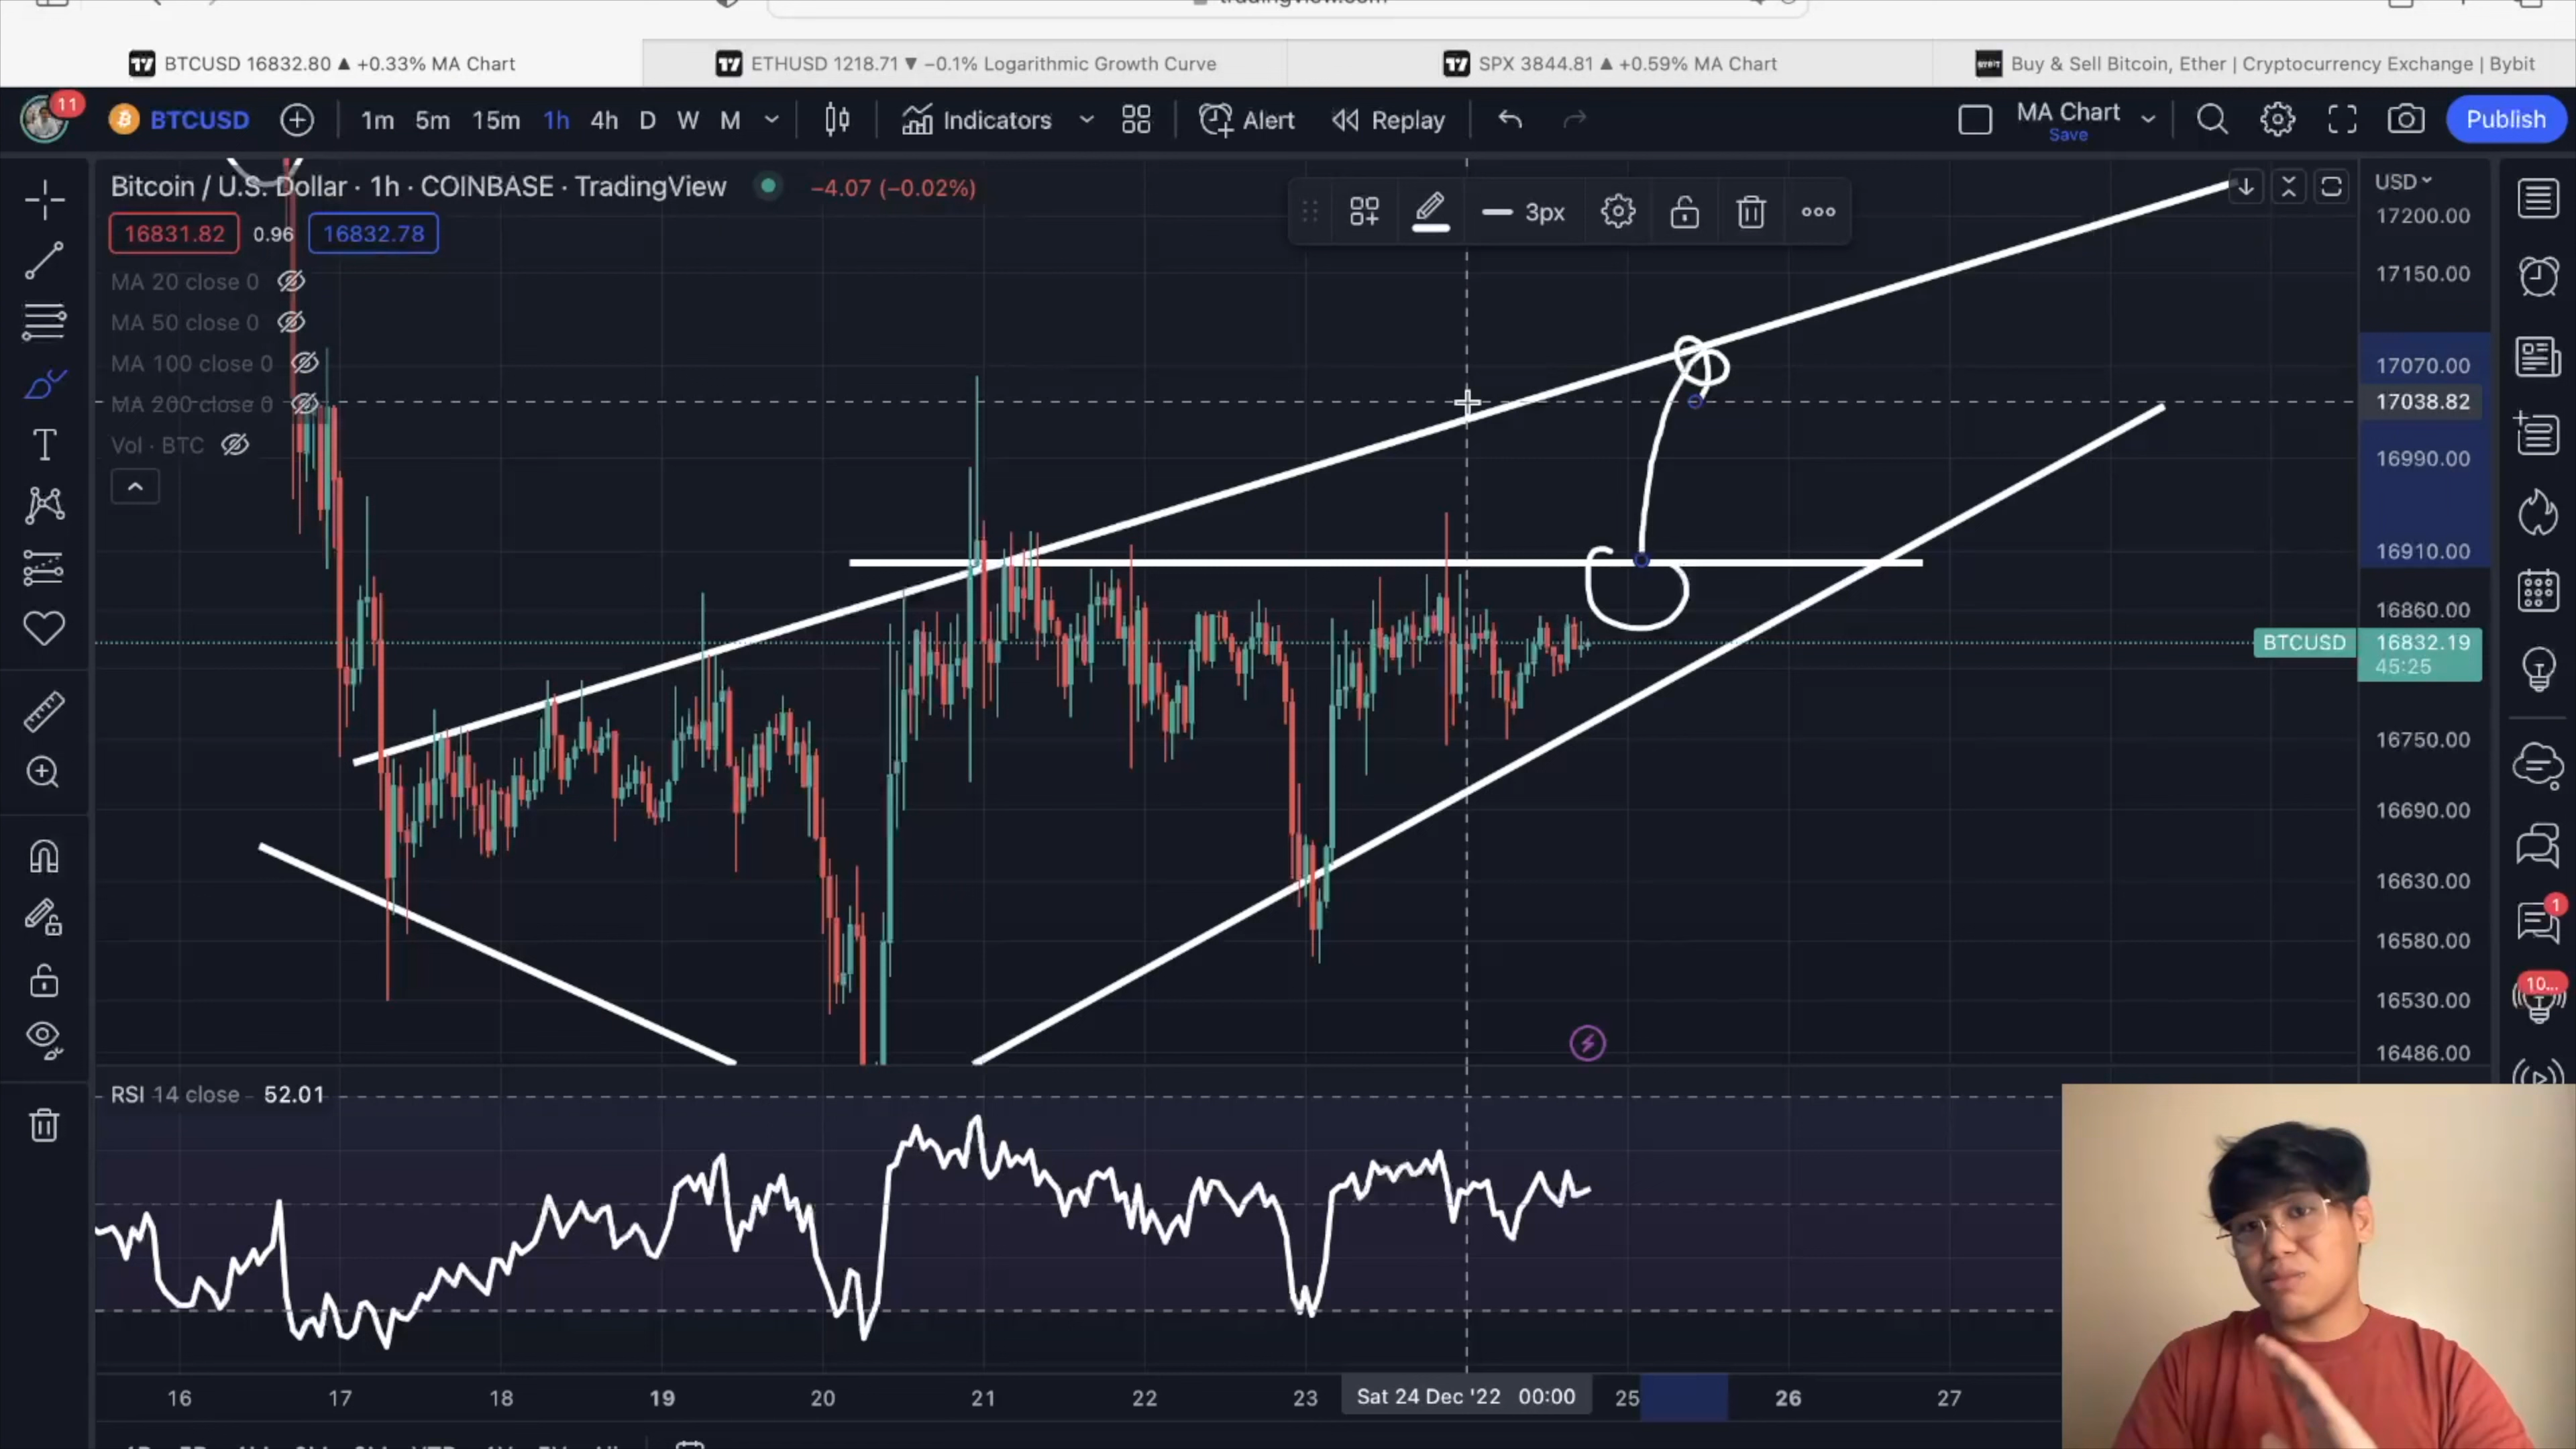 tradingview.com
BTCUSD 16832.80 ▲ +0.33% MA Chart
ETHUSD 1218.71 ▼ −0.1% Logarithmic Growth Curve
SPX 3844.81 ▲ +0.59% MA Chart
Buy & Sell Bitcoin, Ether | Cryptocurrency Exchange | Bybit
11
BTCUSD
1m 5m 15m 1h 4h D W M
Indicators
Alert
Replay
MA Chart
Save
Publish
Bitcoin / U.S. Dollar · 1h · COINBASE · TradingView
−4.07 (−0.02%)
16831.82 0.96 16832.78
MA 20 close 0
MA 50 close 0
MA 100 close 0
MA 200 close 0
Vol · BTC
3px
USD
17200.00
17150.00
17070.00
17038.82
16990.00
16910.00
16860.00
BTCUSD 16832.19
45:25
16750.00
16690.00
16630.00
16580.00
16530.00
16486.00
1
10...
RSI 14 close 52.01
16 17 18 19 20 21 22 23 Sat 24 Dec '22 00:00 25 26 27